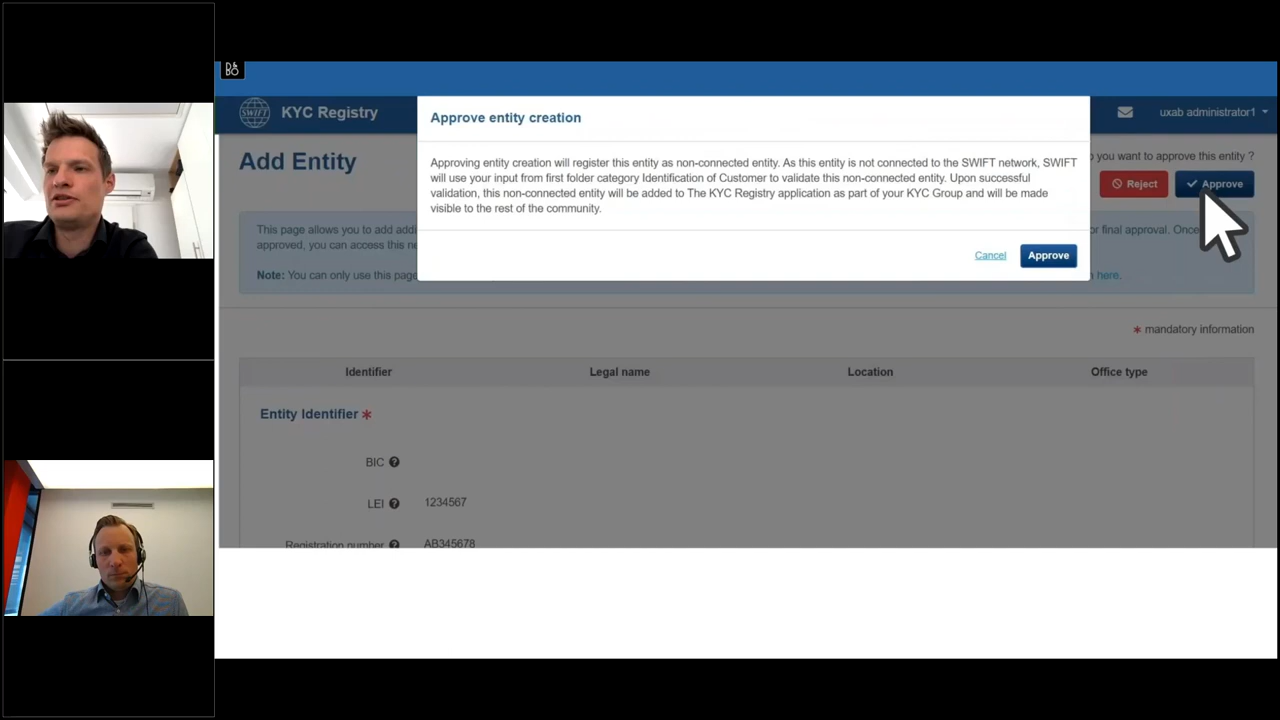 D&BO
SWIFT
KYC Registry
uxab administrator1
Add Entity
Approve entity creation
Approving entity creation will register this entity as non-connected entity. As this entity is not connected to the SWIFT network, SWIFT
will use your input from first folder category Identification of Customer to validate this non-connected entity. Upon successful
validation, this non-connected entity will be added to The KYC Registry application as part of your KYC Group and will be made
visible to the rest of the community.
Cancel
Approve
you want to approve this entity ?
Reject
Approve
This page allows you to add
or final approval.
approved, you can access this
Note: You can only use this
here.
* mandatory information
Identifier
Legal name
Location
Office type
Entity Identifier *
BIC ?
LEI ?
1234567
Registration number ?
AB345678